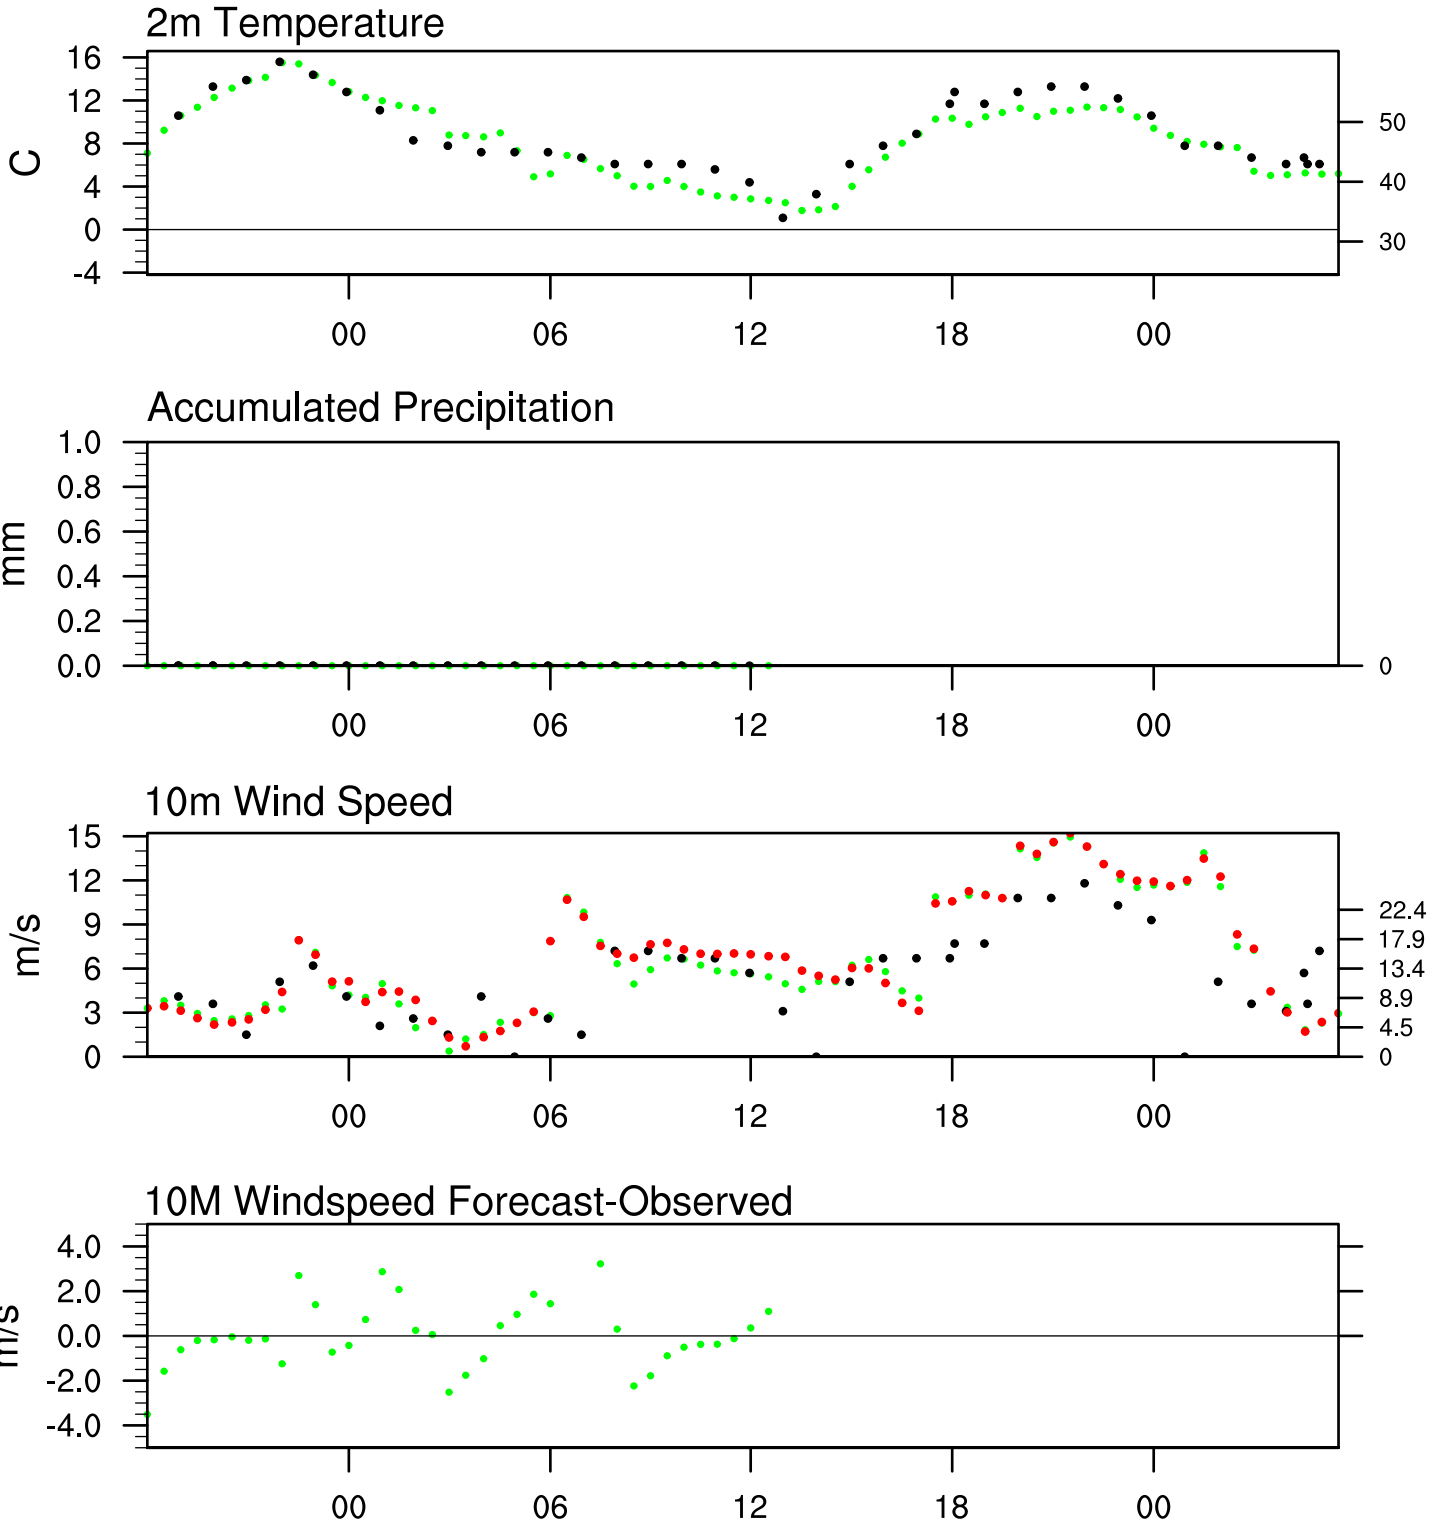 2m Temperature
16
12
8
4
0
-4
C
50
40
30
00 06 12 18 00
Accumulated Precipitation
1.0
0.8
0.6
0.4
0.2
0.0
mm
0
00 06 12 18 00
10m Wind Speed
15
12
9
6
3
0
m/s
22.4
17.9
13.4
8.9
4.5
0
00 06 12 18 00
10M Windspeed Forecast-Observed
4.0
2.0
0.0
-2.0
-4.0
m/s
00 06 12 18 00